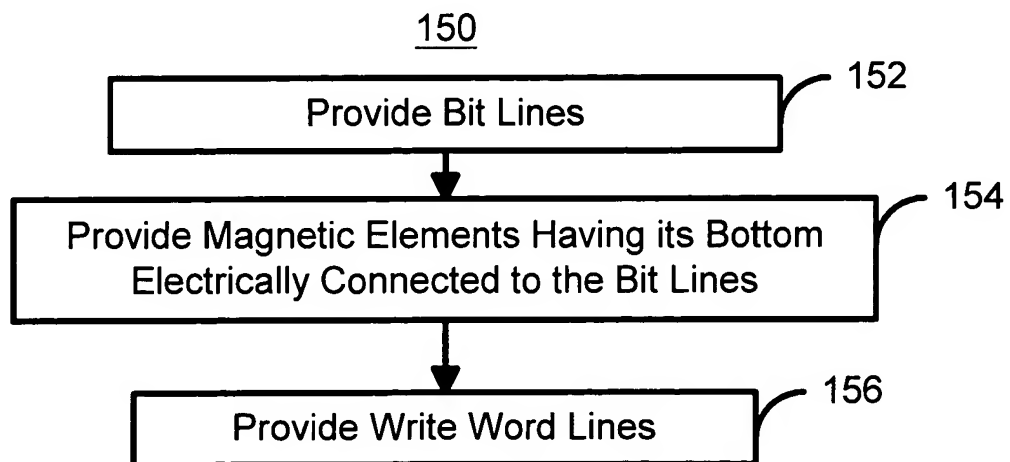 150
Provide Bit Lines
152
Provide Magnetic Elements Having its Bottom
Electrically Connected to the Bit Lines
154
Provide Write Word Lines
156